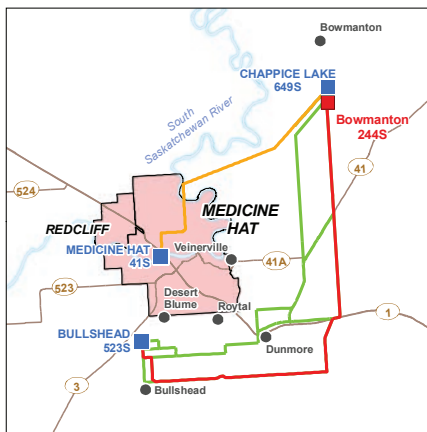 Bowmanton
CHAPPICE LAKE
649S
Bowmanton
244S
South
Saskatchewan River
41
524
REDCLIFF
MEDICINE
HAT
MEDICINE HAT
41S
Veinerville
41A
523
Desert
Blume
Roytal
1
BULLSHEAD
523S
Dunmore
3
Bullshead